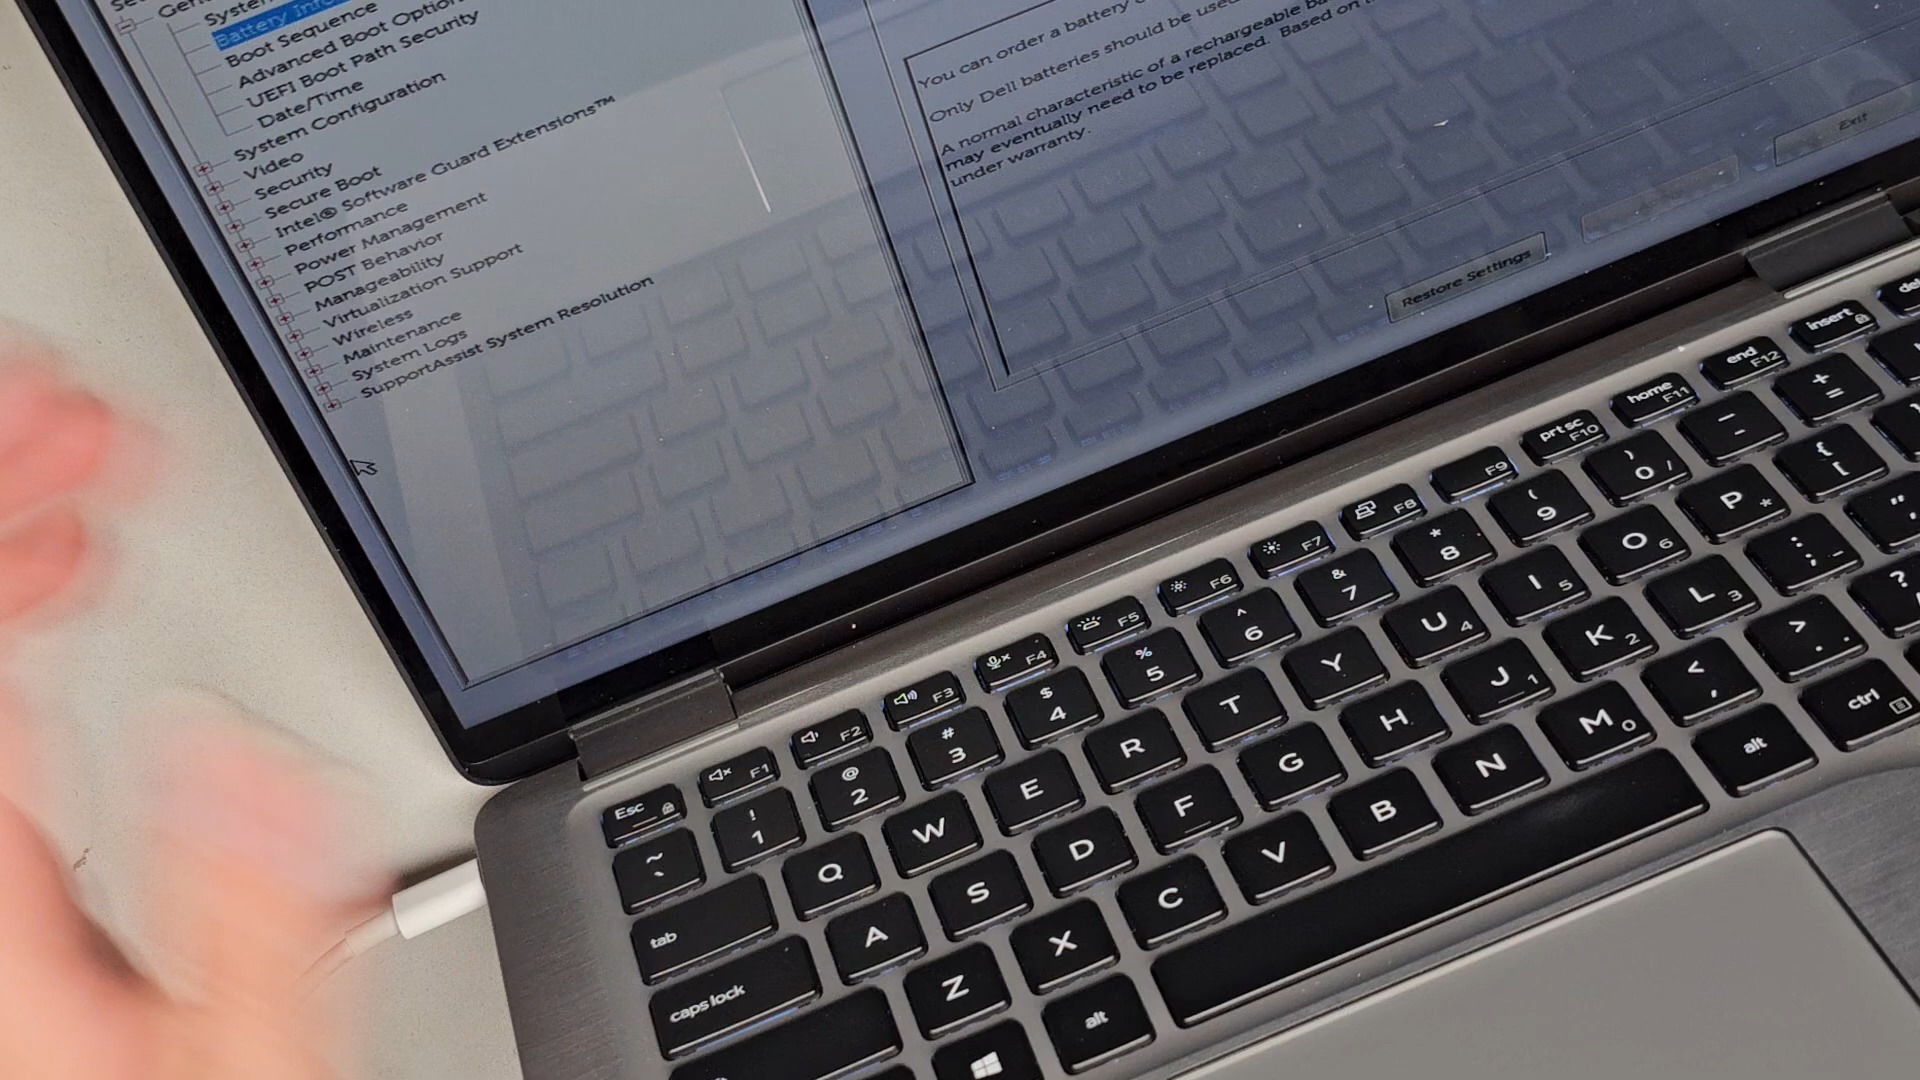 Battery Info
Boot Sequence
Advanced Boot Option
UEFI Boot Path Security
Date/Time
System Configuration
Video
Security
Secure Boot
Intel® Software Guard Extensions™
Performance
Power Management
POST Behavior
Manageability
Virtualization Support
Wireless
Maintenance
System Logs
SupportAssist System Resolution
You can order a battery
Only Dell batteries should be used
A normal characteristic of a rechargeable
may eventually need to be replaced. Based on
under warranty.
Restore Settings
Exit
Esc
F1
F2
F3
F4
F5
F6
F7
F8
F9
prt sc F10
home F11
end F12
insert
~ `
! 1
@ 2
# 3
$ 4
% 5
^ 6
& 7
* 8
( 9
) 0 /
_ -
+ =
tab
Q
W
E
R
T
Y
U 4
I 5
O 6
P *
{ [
caps lock
A
S
D
F
G
H
J 1
K 2
L 3
: ; -
" '
Z
X
C
V
B
N
M 0
< ,
> . .
?
alt
alt
ctrl